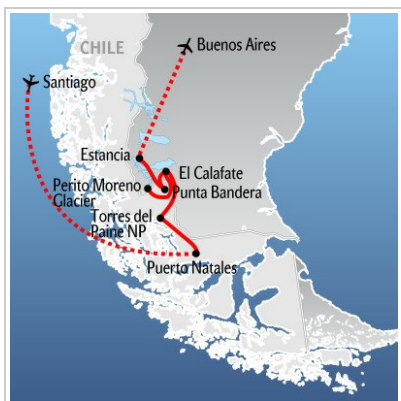 CHILE
Buenos Aires
Santiago
Estancia
El Calafate
Perito Moreno
Glacier
Punta Bandera
Torres del
Paine NP
Puerto Natales